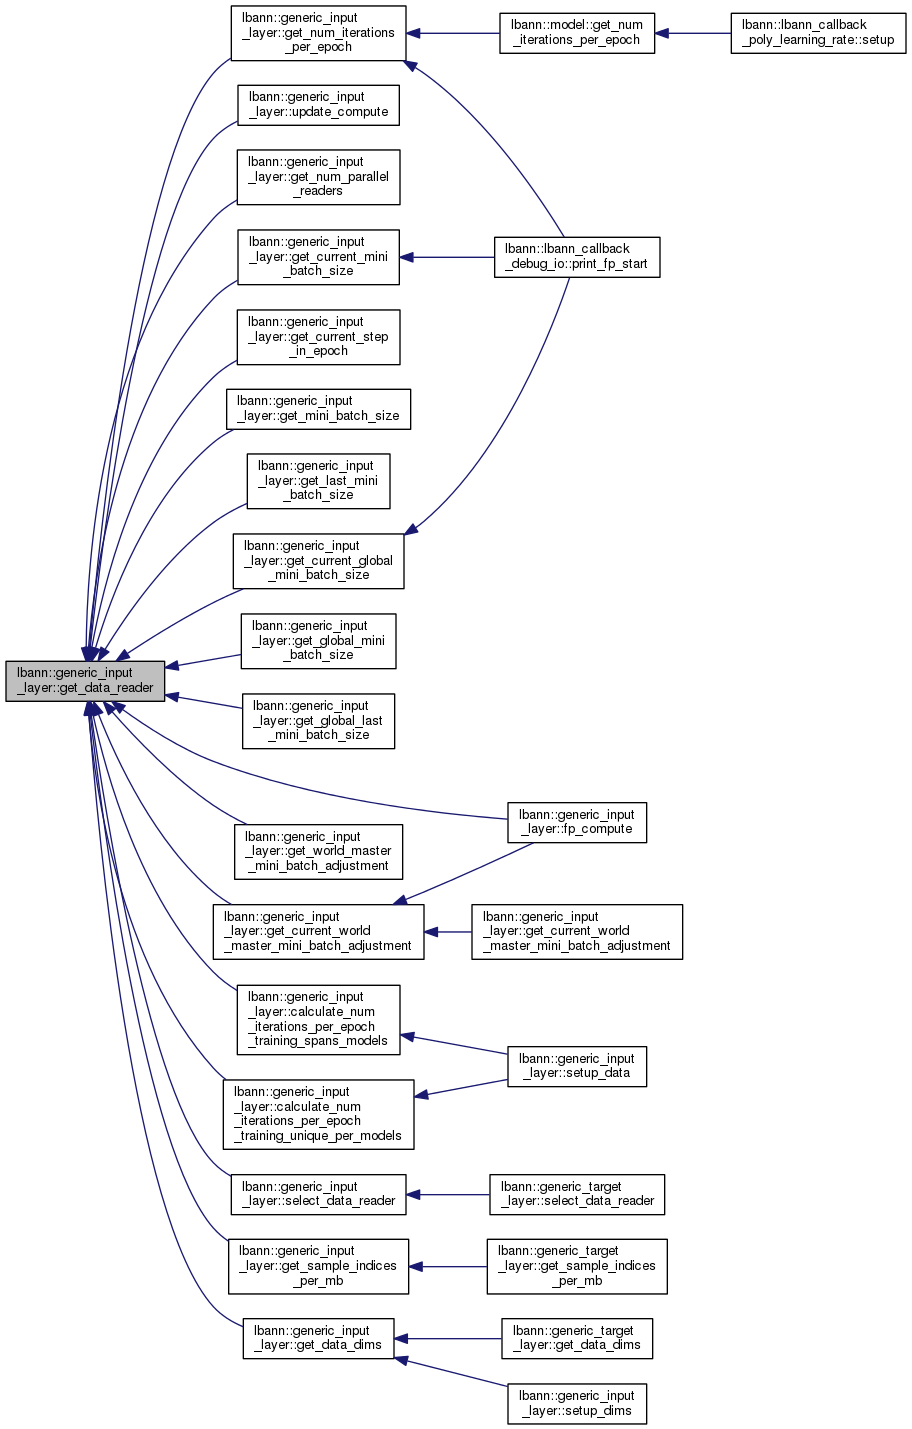 lbann::generic_input
_layer::get_num_iterations
_per_epoch
lbann::model::get_num
_iterations_per_epoch
lbann::lbann_callback
_poly_learning_rate::setup
lbann::generic_input
_layer::update_compute
lbann::generic_input
_layer::get_num_parallel
_readers
lbann::generic_input
_layer::get_current_mini
_batch_size
lbann::lbann_callback
_debug_io::print_fp_start
lbann::generic_input
_layer::get_current_step
_in_epoch
lbann::generic_input
_layer::get_mini_batch_size
lbann::generic_input
_layer::get_last_mini
_batch_size
lbann::generic_input
_layer::get_current_global
_mini_batch_size
lbann::generic_input
_layer::get_global_mini
_batch_size
lbann::generic_input
_layer::get_data_reader
lbann::generic_input
_layer::get_global_last
_mini_batch_size
lbann::generic_input
_layer::fp_compute
lbann::generic_input
_layer::get_world_master
_mini_batch_adjustment
lbann::generic_input
_layer::get_current_world
_master_mini_batch_adjustment
lbann::generic_input
_layer::get_current_world
_master_mini_batch_adjustment
lbann::generic_input
_layer::calculate_num
_iterations_per_epoch
_training_spans_models
lbann::generic_input
_layer::setup_data
lbann::generic_input
_layer::calculate_num
_iterations_per_epoch
_training_unique_per_models
lbann::generic_input
_layer::select_data_reader
lbann::generic_target
_layer::select_data_reader
lbann::generic_input
_layer::get_sample_indices
_per_mb
lbann::generic_target
_layer::get_sample_indices
_per_mb
lbann::generic_input
_layer::get_data_dims
lbann::generic_target
_layer::get_data_dims
lbann::generic_input
_layer::setup_dims